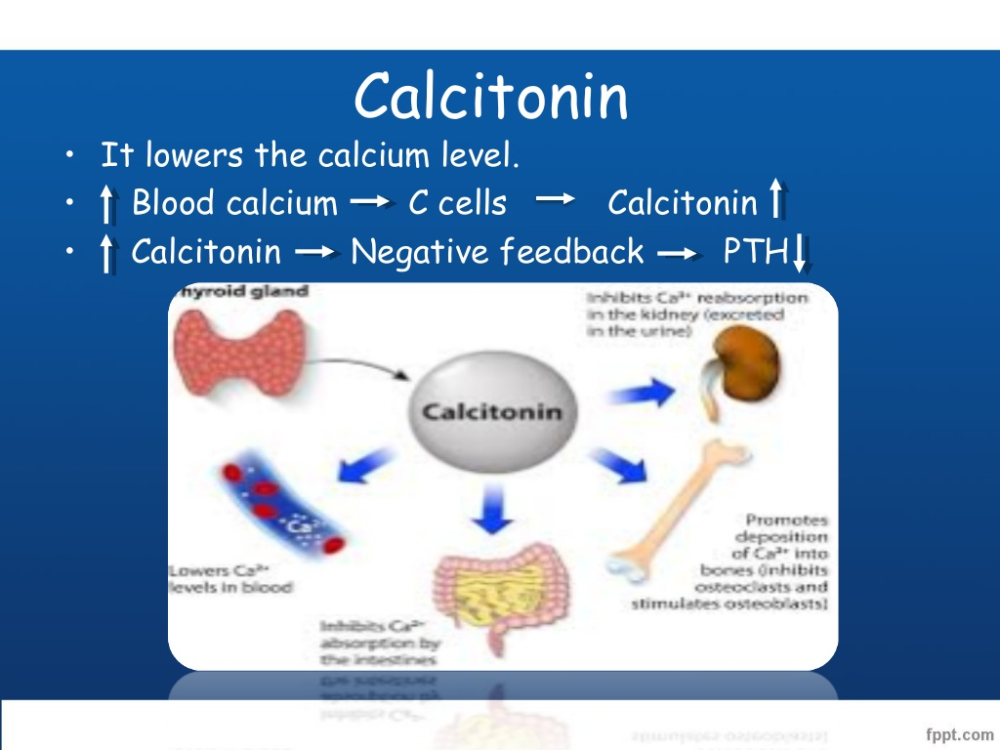 Calcitonin
• It lowers the calcium level.
• Blood calcium C cells Calcitonin
• Calcitonin Negative feedback PTH
hyroid gland
Inhibits Ca²⁺ reabsorption
in the kidney (excreted
in the urine)
Calcitonin
Ca²⁺
Lowers Ca²⁺
levels in blood
Promotes
deposition
of Ca²⁺ into
bones (inhibits
osteoclasts and
stimulates osteoblasts)
Inhibits Ca²⁺
absorption by
the intestines
fppt.com